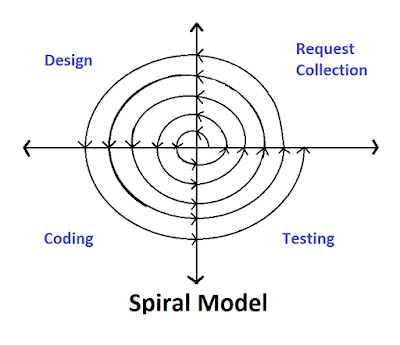 Design
Request
Collection
Coding
Testing
Spiral Model